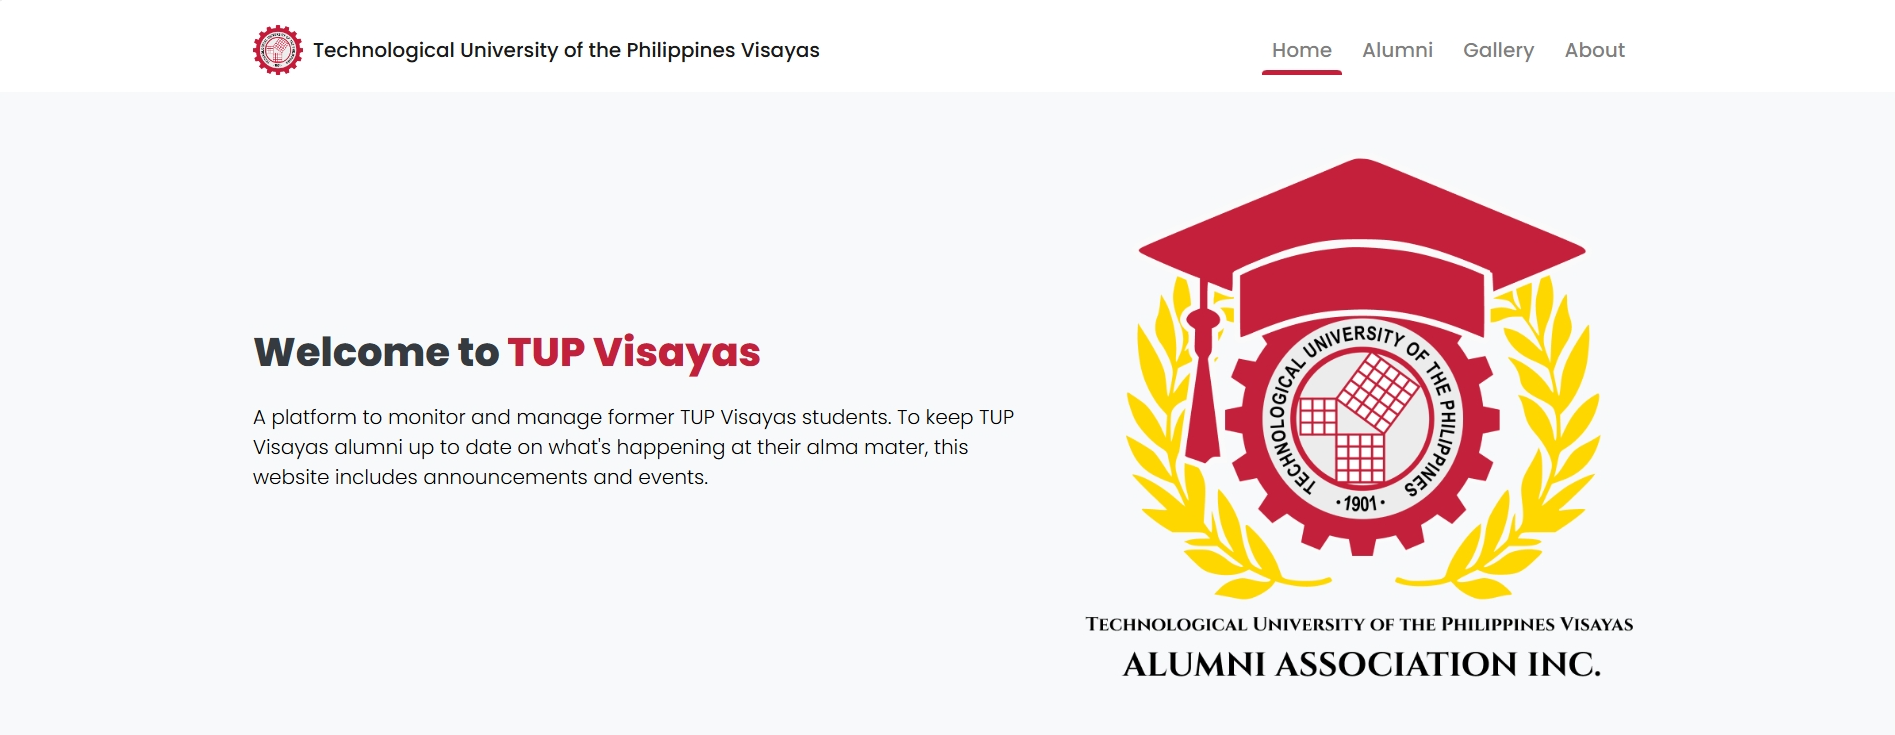 Technological University of the Philippines Visayas
Home Alumni Gallery About
Welcome to TUP Visayas
A platform to monitor and manage former TUP Visayas students. To keep TUP
Visayas alumni up to date on what's happening at their alma mater, this
website includes announcements and events.
TECHNOLOGICAL UNIVERSITY OF THE PHILIPPINES
• 1901 •
TECHNOLOGICAL UNIVERSITY OF THE PHILIPPINES VISAYAS
ALUMNI ASSOCIATION INC.